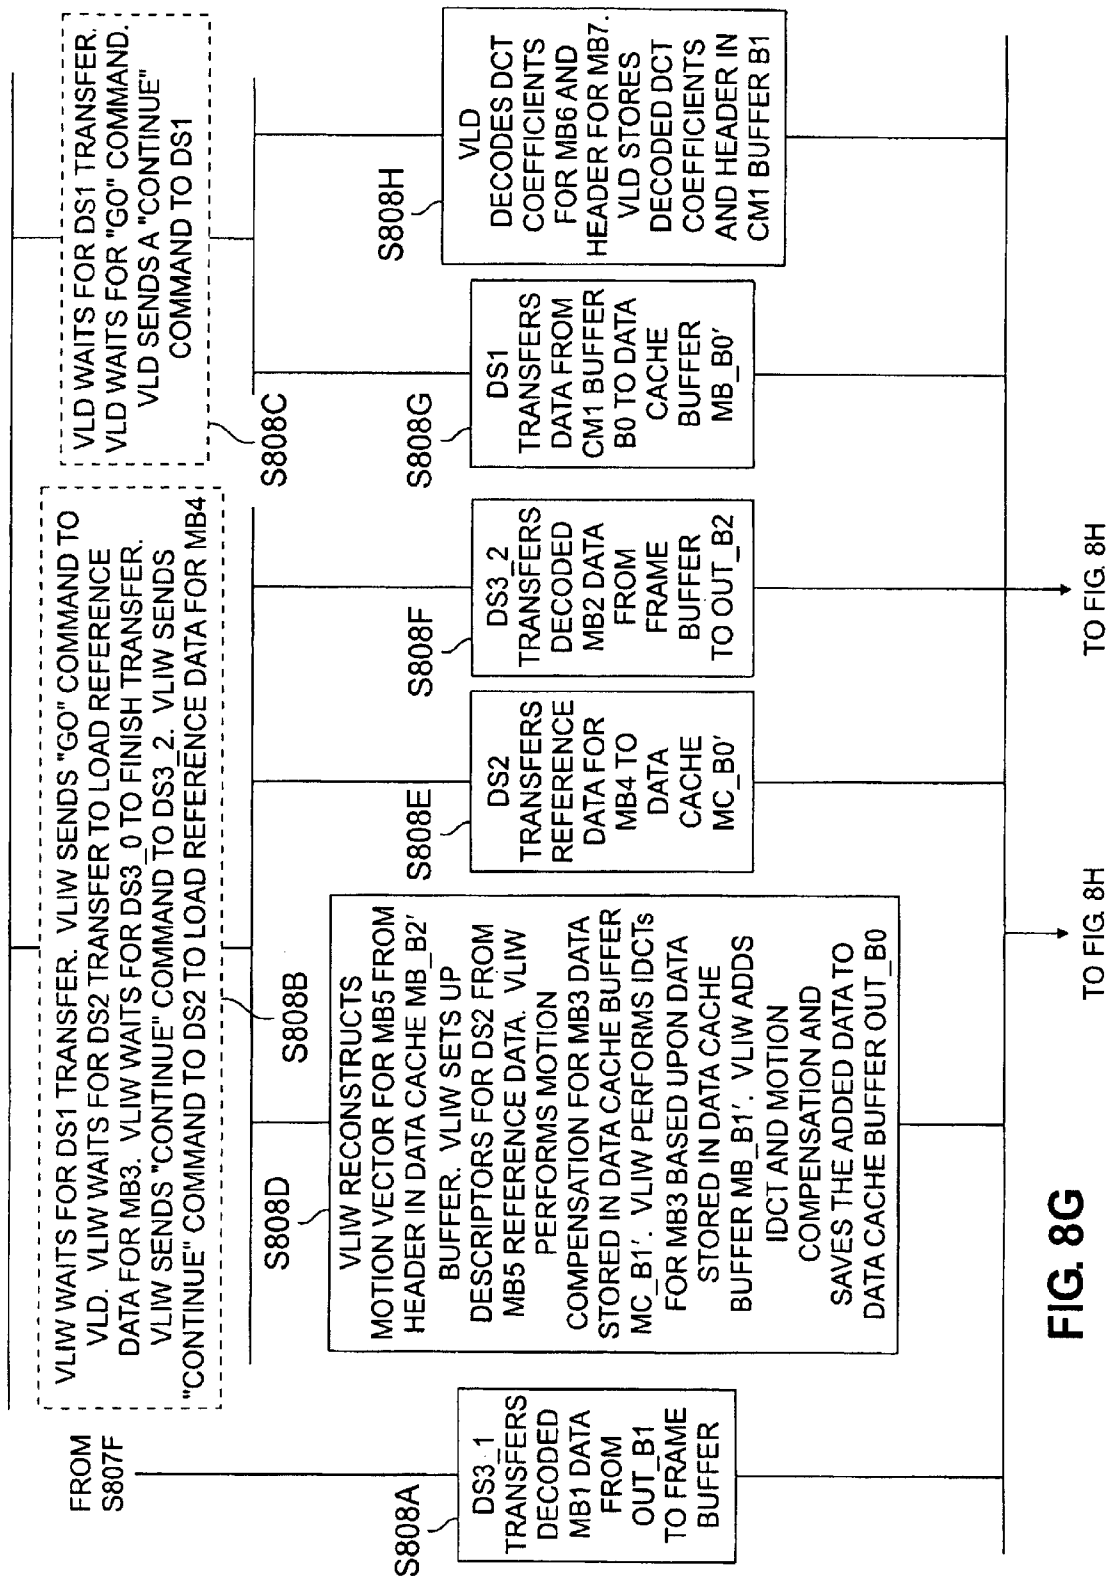 FROM
S807F
VLIW WAITS FOR DS1 TRANSFER. VLIW SENDS "GO" COMMAND TO
VLD. VLIW WAITS FOR DS2 TRANSFER TO LOAD REFERENCE
DATA FOR MB3. VLIW WAITS FOR DS3_0 TO FINISH TRANSFER.
VLIW SENDS "CONTINUE" COMMAND TO DS3_2. VLIW SENDS
"CONTINUE" COMMAND TO DS2 TO LOAD REFERENCE DATA FOR MB4
S808B
VLD WAITS FOR DS1 TRANSFER.
VLD WAITS FOR "GO" COMMAND.
VLD SENDS A "CONTINUE"
COMMAND TO DS1
S808C
S808A
DS3_1
TRANSFERS
DECODED
MB1 DATA
FROM
OUT_B1
TO FRAME
BUFFER
S808D
VLIW RECONSTRUCTS
MOTION VECTOR FOR MB5 FROM
HEADER IN DATA CACHE MB_B2'
BUFFER. VLIW SETS UP
DESCRIPTORS FOR DS2 FROM
MB5 REFERENCE DATA. VLIW
PERFORMS MOTION
COMPENSATION FOR MB3 DATA
STORED IN DATA CACHE BUFFER
MC_B1'. VLIW PERFORMS IDCTs
FOR MB3 BASED UPON DATA
STORED IN DATA CACHE
BUFFER MB_B1'. VLIW ADDS
IDCT AND MOTION
COMPENSATION AND
SAVES THE ADDED DATA TO
DATA CACHE BUFFER OUT_B0
S808E
DS2
TRANSFERS
REFERENCE
DATA FOR
MB4 TO
DATA
CACHE
MC_B0'
S808F
DS3_2
TRANSFERS
DECODED
MB2 DATA
FROM
FRAME
BUFFER
TO OUT_B2
S808G
DS1
TRANSFERS
DATA FROM
CM1 BUFFER
B0 TO DATA
CACHE
BUFFER
MB_B0'
S808H
VLD
DECODES DCT
COEFFICIENTS
FOR MB6 AND
HEADER FOR MB7.
VLD STORES
DECODED DCT
COEFFICIENTS
AND HEADER IN
CM1 BUFFER B1
TO FIG. 8H
TO FIG. 8H
FIG. 8G